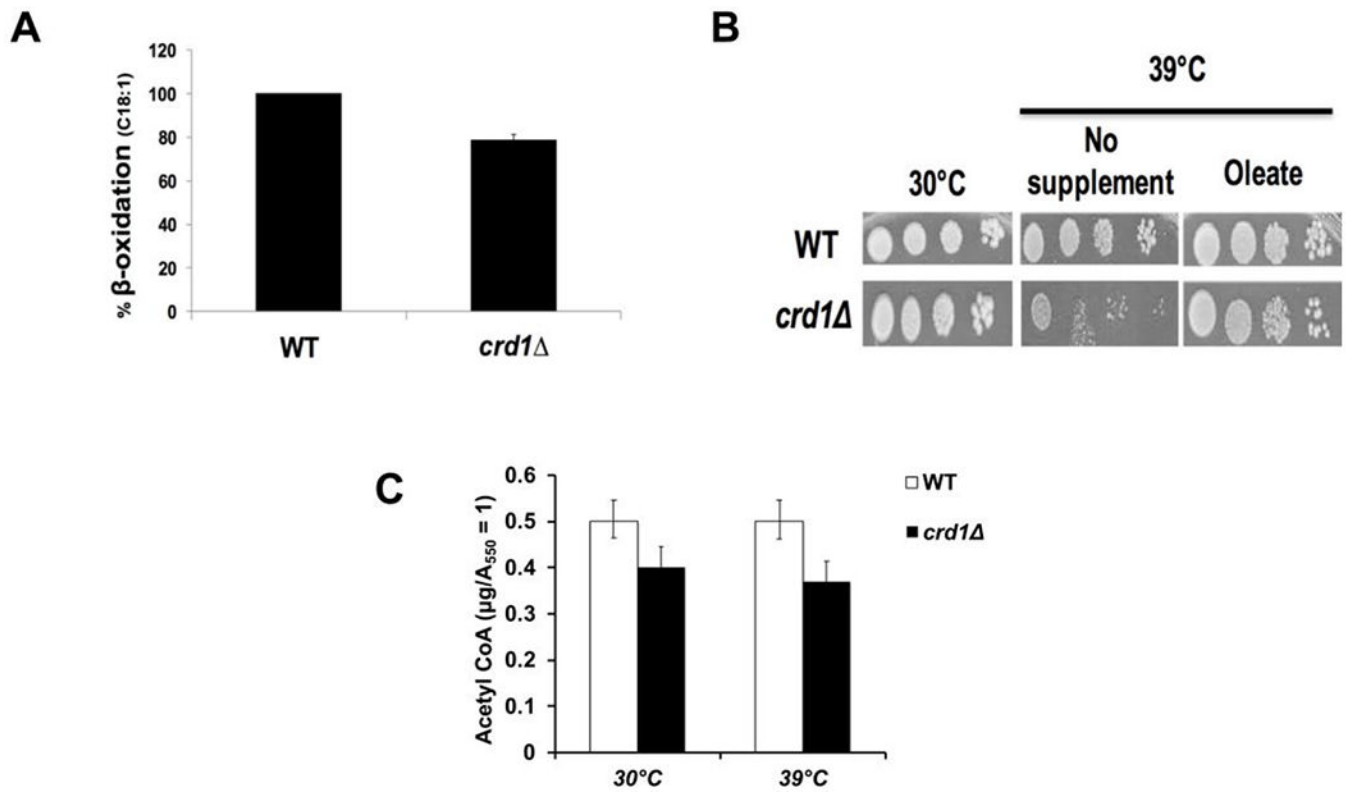 A
120
100
80
60
40
20
0
% β-oxidation (C18:1)
WT
crd1Δ
B
39°C
30°C
No
supplement
Oleate
WT
crd1Δ
C
0.6
0.5
0.4
0.3
0.2
0.1
0
Acetyl CoA (µg/A550 = 1)
30°C
39°C
WT
crd1Δ